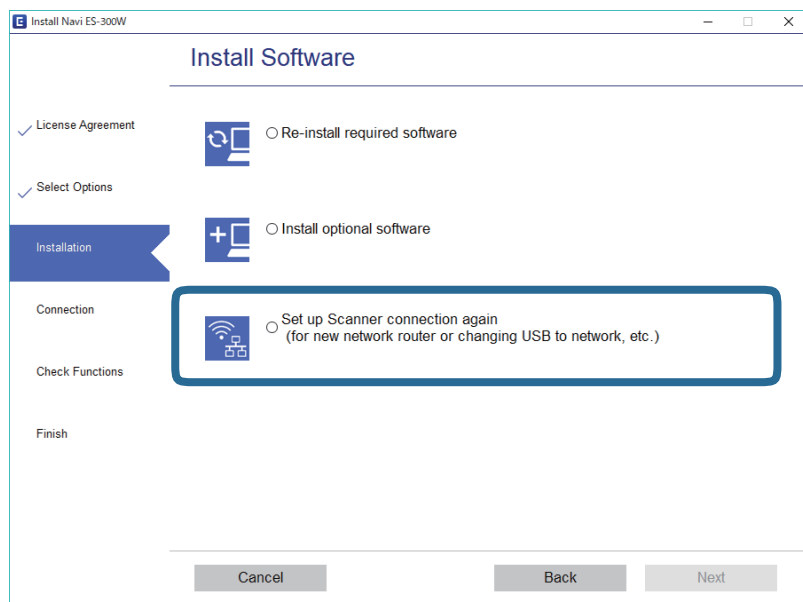 E Install Navi ES-300W
Install Software
License Agreement
Select Options
Installation
Connection
Check Functions
Finish
Re-install required software
Install optional software
Set up Scanner connection again
(for new network router or changing USB to network, etc.)
Cancel
Back
Next